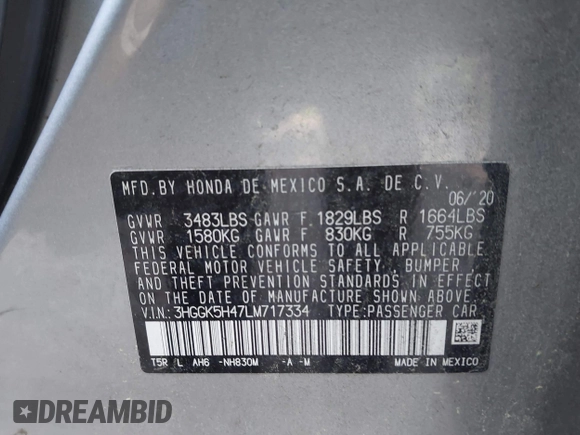 MFD.BY HONDA DE MEXICO S.A. DE C.V.
06/'20
GVWR 3483LBS GAWR F 1829LBS R 1664LBS
GVWR 1580KG GAWR F 830KG R 755KG
THIS VEHICLE CONFORMS TO ALL APPLICABLE
FEDERAL MOTOR VEHICLE SAFETY, BUMPER,
AND THEFT PREVENTION STANDARDS IN EFFECT
ON THE DATE OF MANUFACTURE SHOWN ABOVE.
V.I.N: 3HGGK5H47LM717334 TYPE:PASSENGER CAR
T5R L AH6 -NH830M -A -M MADE IN MEXICO
DREAMBID